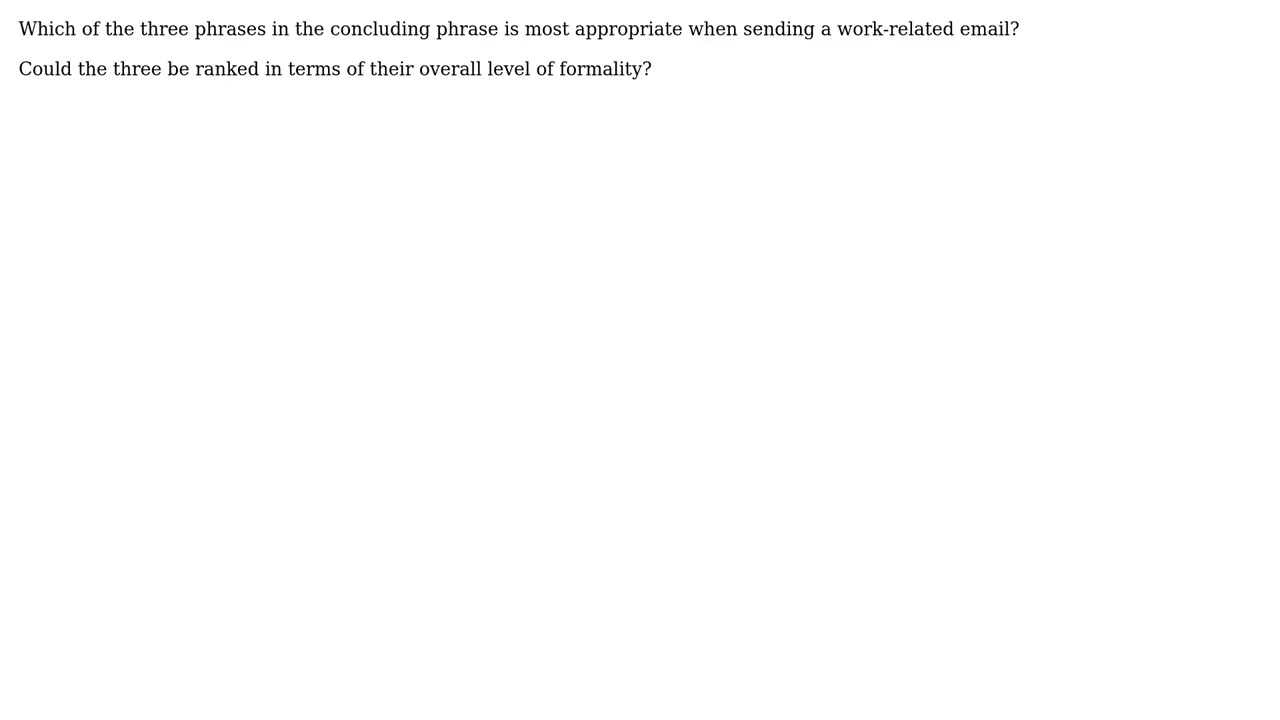 Which of the three phrases in the concluding phrase is most appropriate when sending a work-related email?
Could the three be ranked in terms of their overall level of formality?